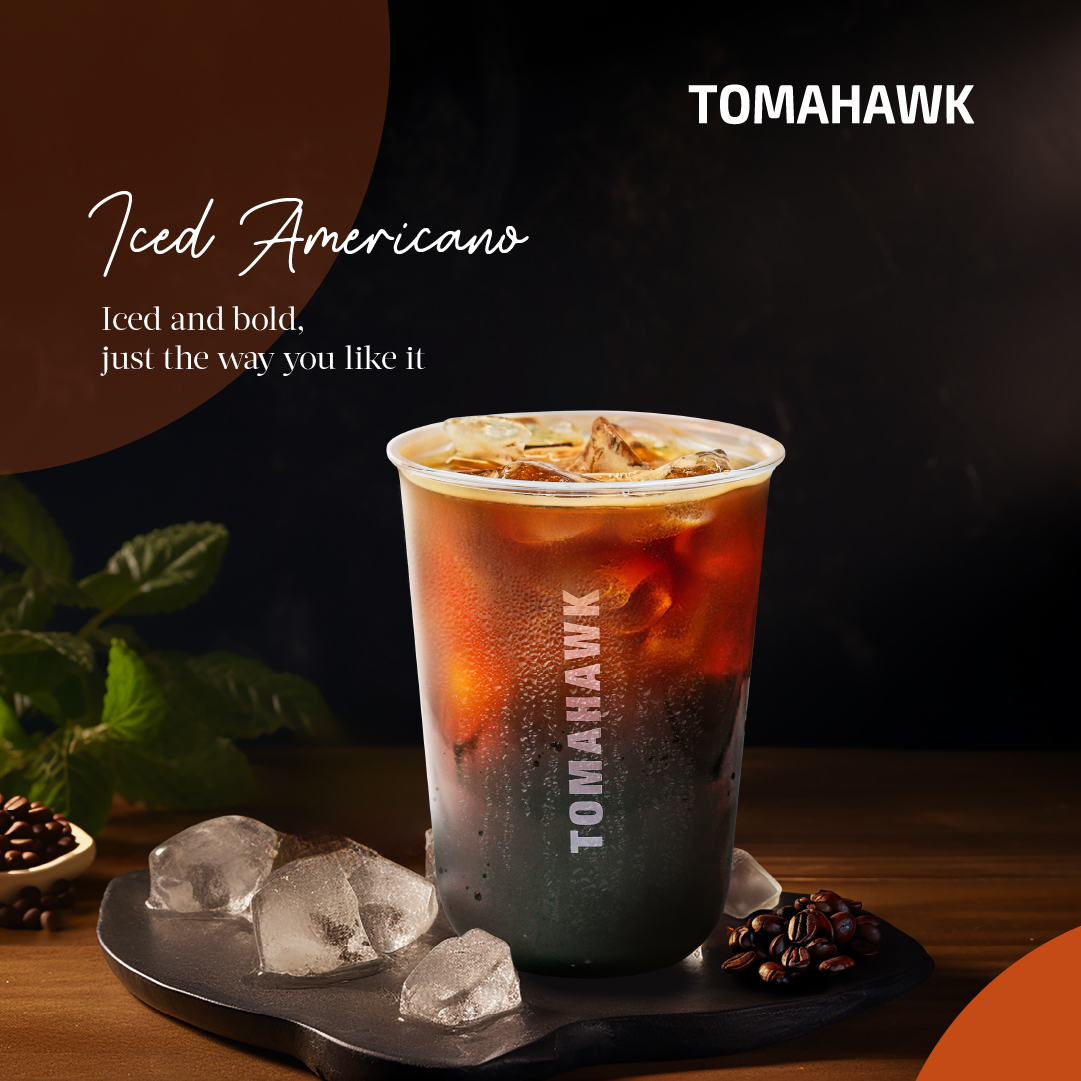 TOMAHAWK
Iced Americano
Iced and bold,
just the way you like it
TOMAHAWK